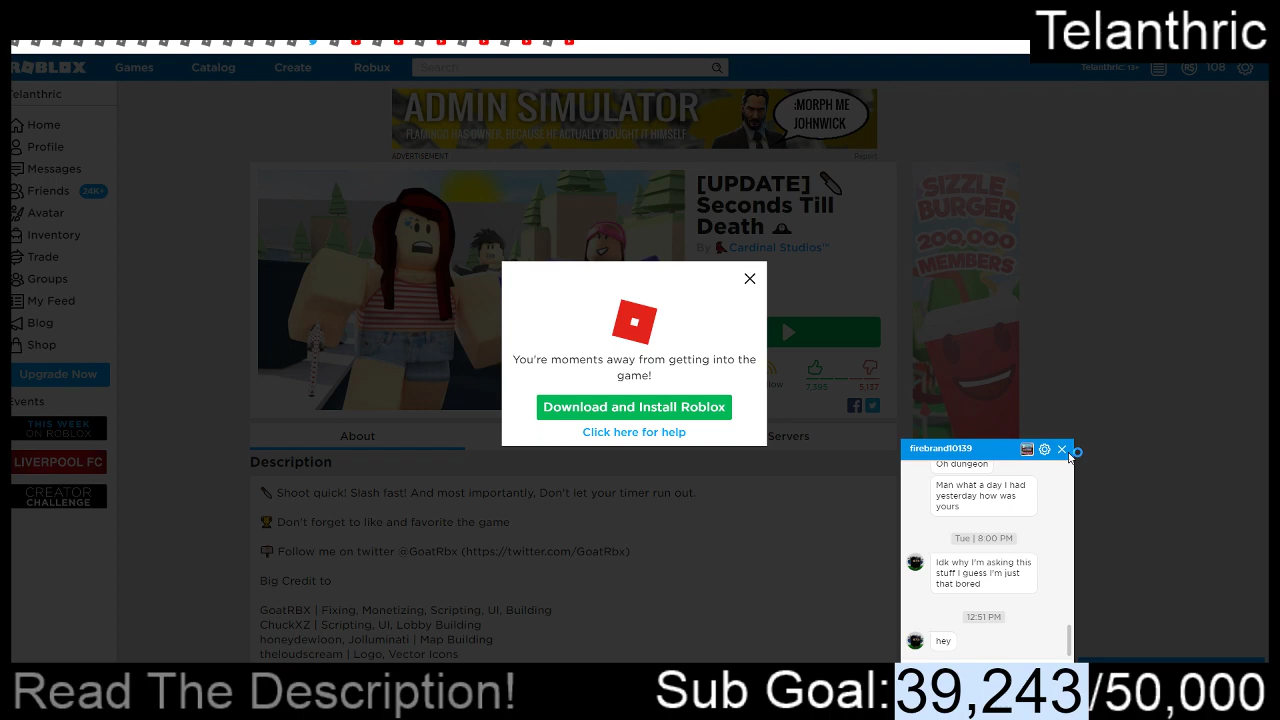 Telanthric
ROBLOX
Games
Catalog
Create
Robux
Search
Telanthric: 13+
10B
Telanthric
Home
Profile
Messages
Friends
24K+
Avatar
Inventory
Trade
Groups
My Feed
Blog
Shop
Upgrade Now
Events
THIS WEEK
ON ROBLOX
LIVERPOOL FC
CREATOR
CHALLENGE
ADMIN SIMULATOR
FLAMINGO HAS OWNER, BECAUSE HE ACTUALLY BOUGHT IT HIMSELF
:MORPH ME
JOHNWICK
ADVERTISEMENT
Report
[UPDATE] 🔪
Seconds Till
Death
By Cardinal Studios™
7,395
5,137
SIZZLE
BURGER
200,000
MEMBERS
You're moments away from getting into the
game!
Download and Install Roblox
Click here for help
About
Servers
Description
🔪 Shoot quick! Slash fast! And most importantly, Don't let your timer run out.
🏆 Don't forget to like and favorite the game
Follow me on twitter @GoatRbx (https://twitter.com/GoatRbx)
Big Credit to
GoatRBX | Fixing, Monetizing, Scripting, UI, Building
ChucRXZ | Scripting, UI, Lobby Building
honeydewloon, Jolluminati | Map Building
theloudscream | Logo, Vector Icons
firebrand10139
Oh dungeon
Man what a day I had
yesterday how was
yours
Tue | 8:00 PM
Idk why I'm asking this
stuff I guess I'm just
that bored
12:51 PM
hey
Read The Description!
Sub Goal:39,243/50,000